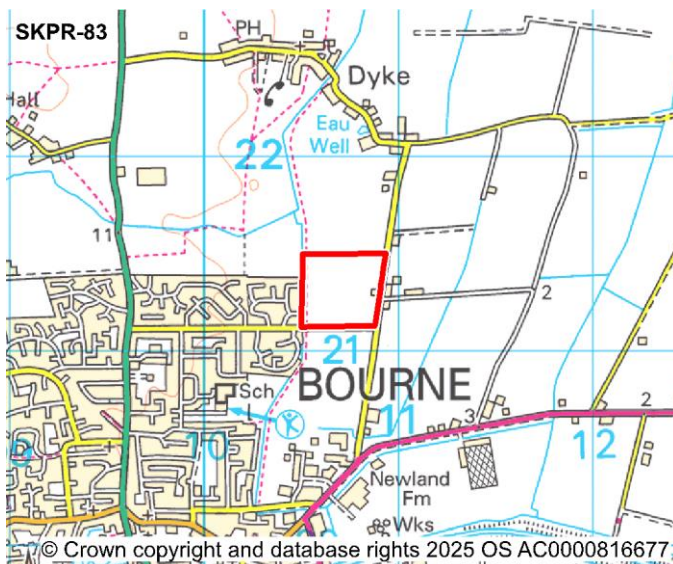 SKPR-83
PH
Dyke
Hall
Eau
Well
22
11
2
21
Sch
BOURNE
10
11
3
2
12
9
Newland
Fm
Wks
© Crown copyright and database rights 2025 OS AC0000816677